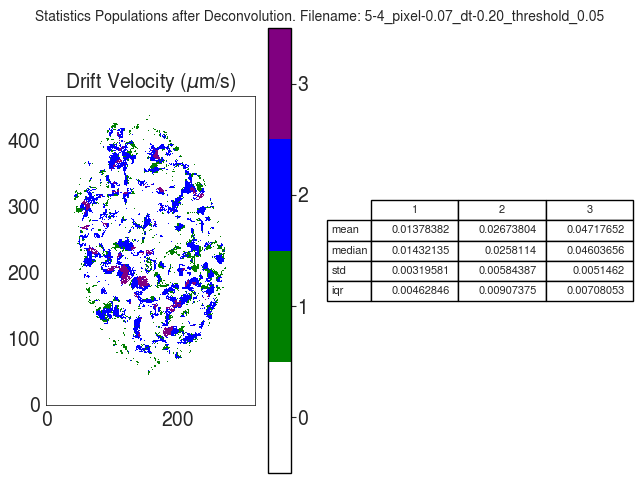 Statistics Populations after Deconvolution. Filename: 5-4_pixel-0.07_dt-0.20_threshold_0.05
Drift Velocity (μm/s)
400
300
200
100
0
0 200
3
2
1
0
1 2 3
mean 0.01378382 0.02673804 0.04717652
median 0.01432135 0.0258114 0.04603656
std 0.00319581 0.00584387 0.0051462
iqr 0.00462846 0.00907375 0.00708053